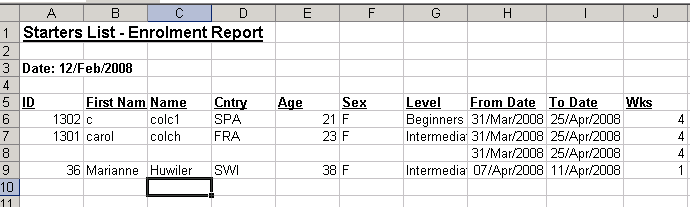 A B C D E F G H I J
1 Starters List - Enrolment Report
2
3 Date: 12/Feb/2008
4
5 ID First Nam Name Cntry Age Sex Level From Date To Date Wks
6 1302 c colc1 SPA 21 F Beginners 31/Mar/2008 25/Apr/2008 4
7 1301 carol colch FRA 23 F Intermedia 31/Mar/2008 25/Apr/2008 4
8 31/Mar/2008 25/Apr/2008 4
9 36 Marianne Huwiler SWI 38 F Intermedia 07/Apr/2008 11/Apr/2008 1
10
11